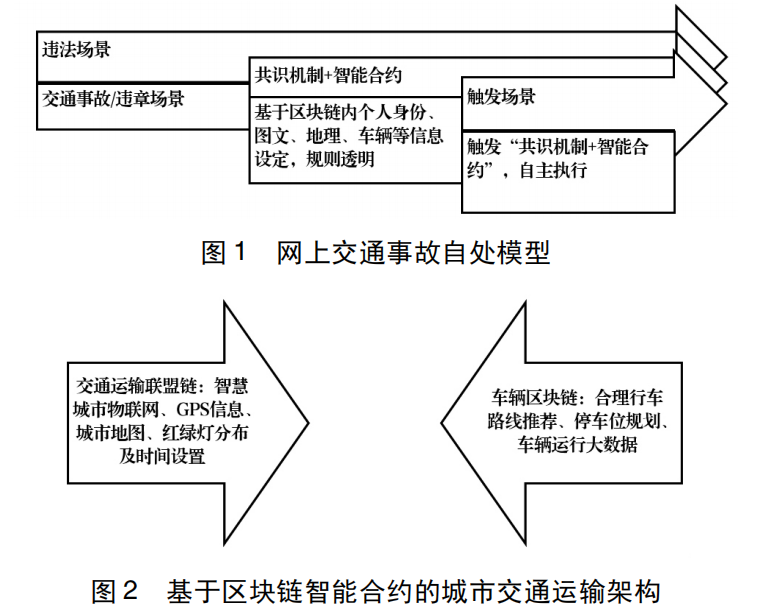 违法场景
交通事故/违章场景
共识机制+智能合约
基于区块链内个人身份、
图文、地理、车辆等信息
设定，规则透明
触发场景
触发“共识机制+智能合
约”，自主执行
图 1　网上交通事故自处模型
交通运输联盟链：智慧
城市物联网、GPS信息、
城市地图、红绿灯分布
及时间设置
车辆区块链：合理行车
路线推荐、停车位规划、
车辆运行大数据
图 2　基于区块链智能合约的城市交通运输架构